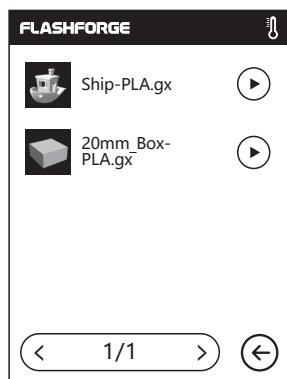 FLASHFORGE
Ship-PLA.gx
20mm_Box-
PLA.gx
1/1